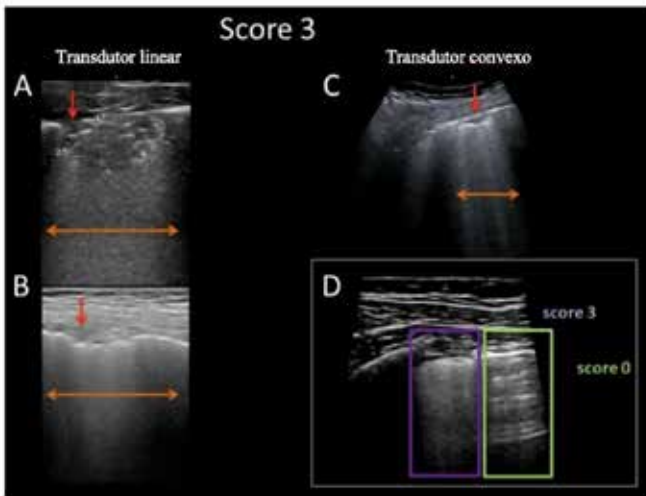 Score 3
Transdutor linear
Transdutor convexo
A
C
B
D
score 3
score 0